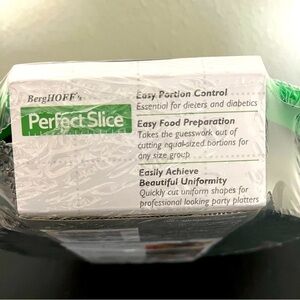 BergHOFF's
Perfect Slice
Easy Portion Control
Essential for dieters and diabetics
Easy Food Preparation
Takes the guesswork out of
cutting equal-sized portions for
any size group
Easily Achieve
Beautiful Uniformity
Quickly cut uniform shapes for
professional looking party platters